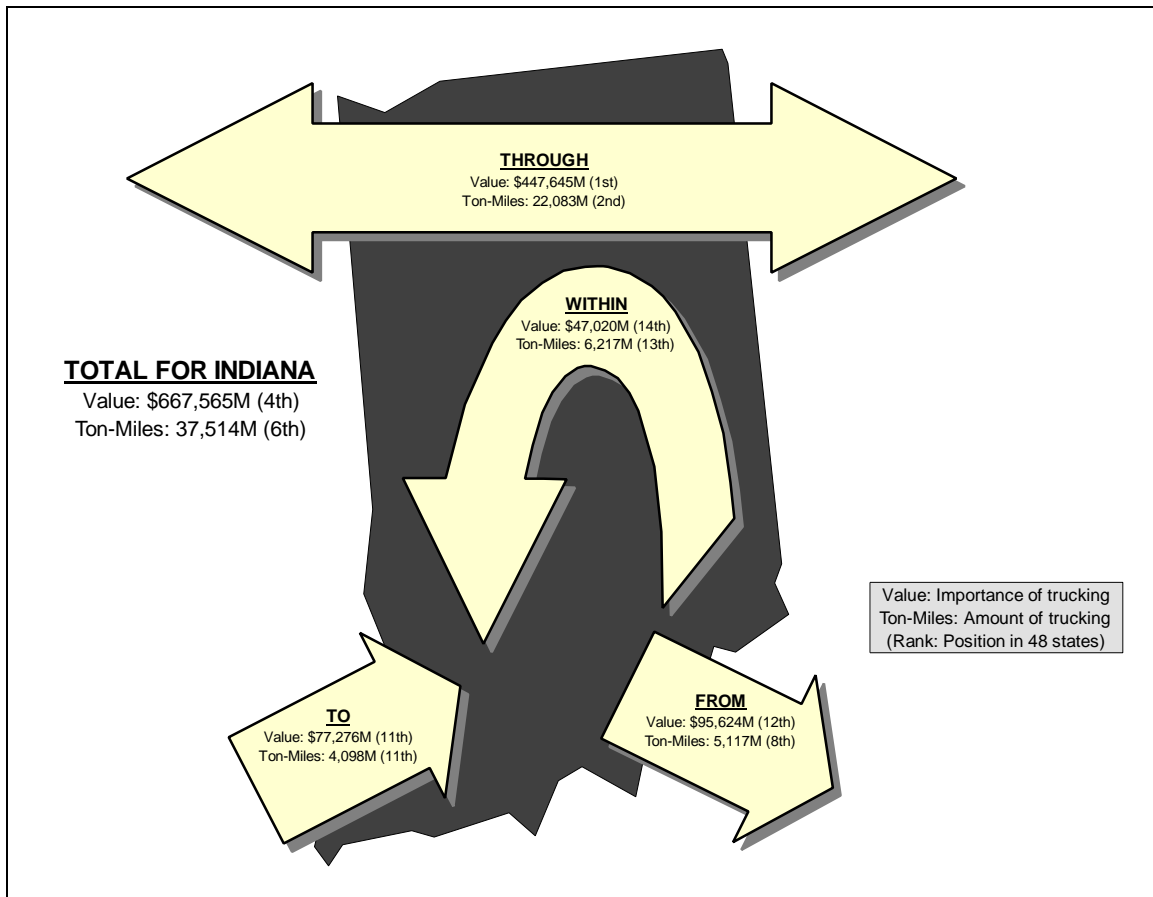 THROUGH
Value: $447,645M (1st)
Ton-Miles: 22,083M (2nd)
WITHIN
Value: $47,020M (14th)
Ton-Miles: 6,217M (13th)
TOTAL FOR INDIANA
Value: $667,565M (4th)
Ton-Miles: 37,514M (6th)
Value: Importance of trucking
Ton-Miles: Amount of trucking
(Rank: Position in 48 states)
TO
Value: $77,276M (11th)
Ton-Miles: 4,098M (11th)
FROM
Value: $95,624M (12th)
Ton-Miles: 5,117M (8th)